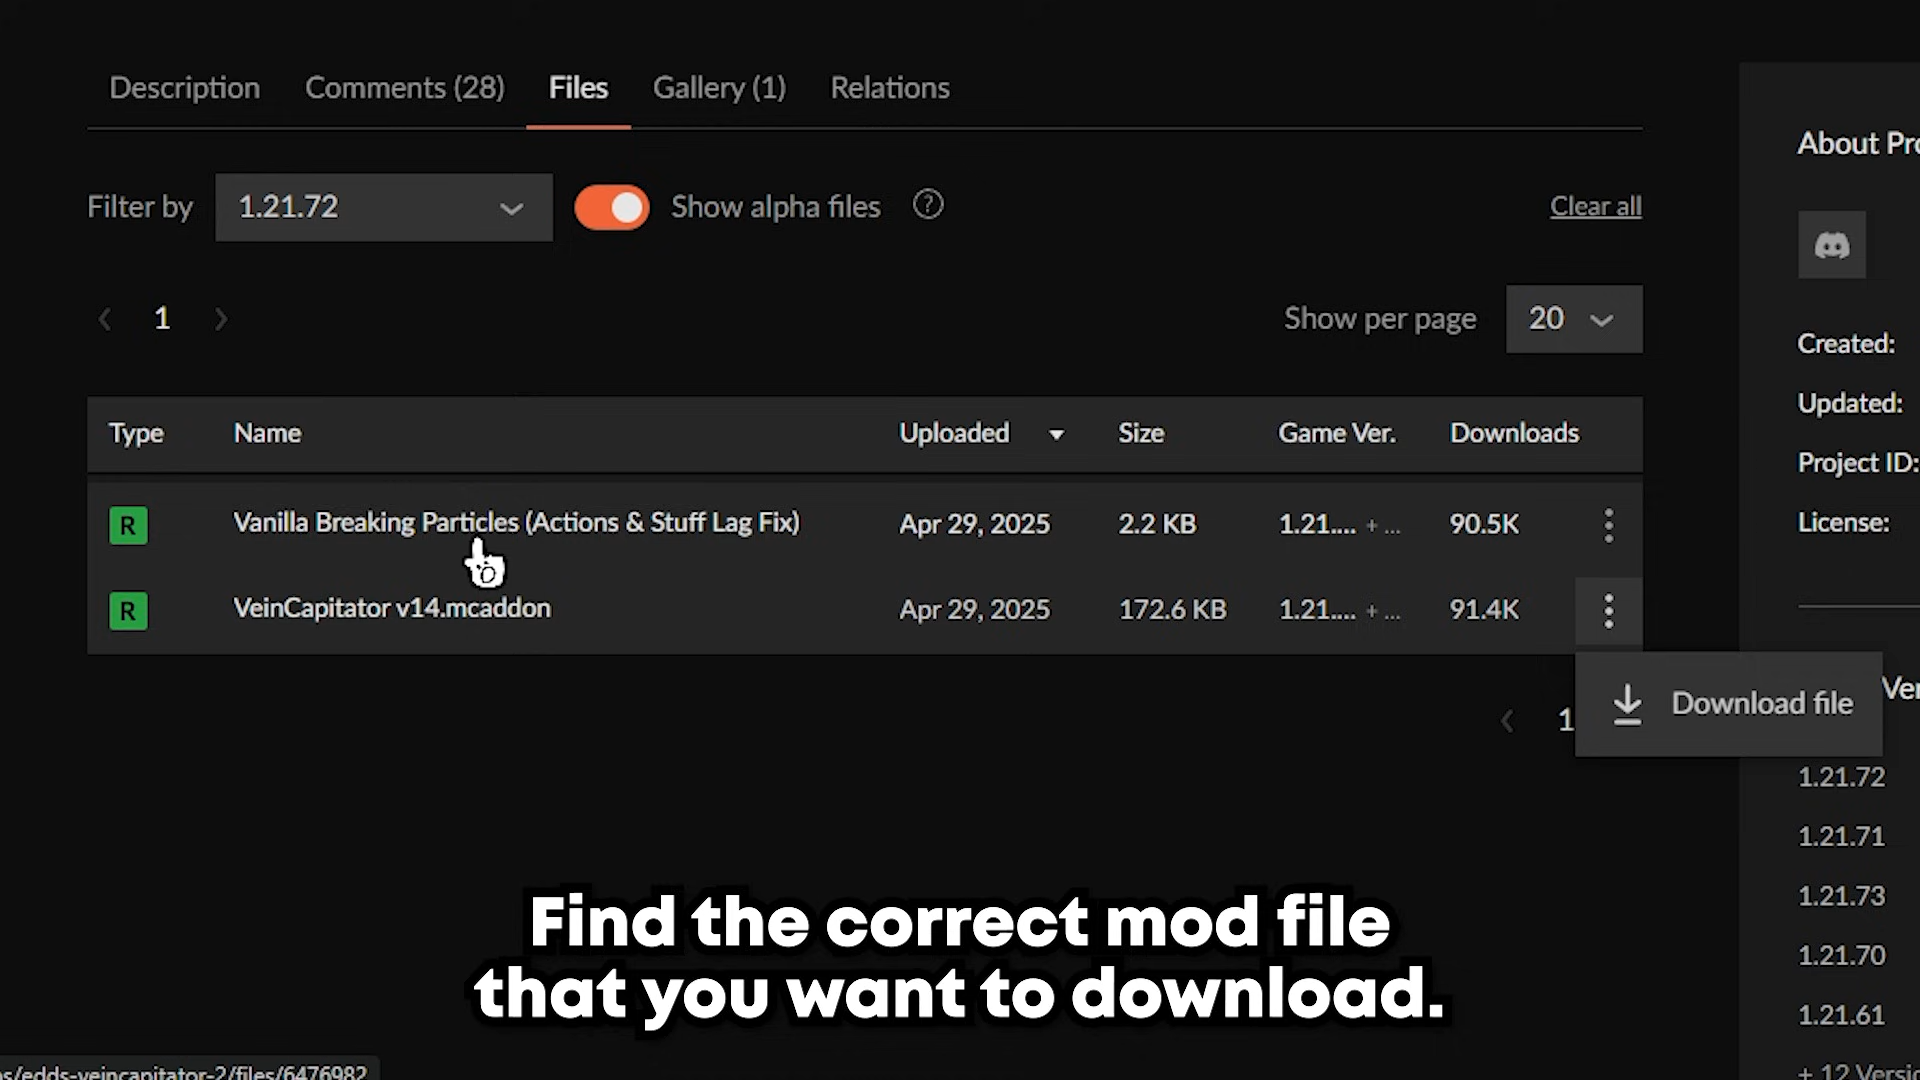 Description Comments (28) Files Gallery (1) Relations
About Pro
Filter by 1.21.72 Show alpha files ? Clear all
1 Show per page 20
Created:
Updated:
Project ID:
License:
Type Name Uploaded Size Game Ver. Downloads
R Vanilla Breaking Particles (Actions & Stuff Lag Fix) Apr 29, 2025 2.2 KB 1.21.... + ... 90.5K
R VeinCapitator v14.mcaddon Apr 29, 2025 172.6 KB 1.21.... + ... 91.4K
Download file
1
Ver
1.21.72
1.21.71
1.21.73
1.21.70
1.21.61
+ 12 Versio
Find the correct mod file
that you want to download.
s/edds-veincapitator-2/files/6476982